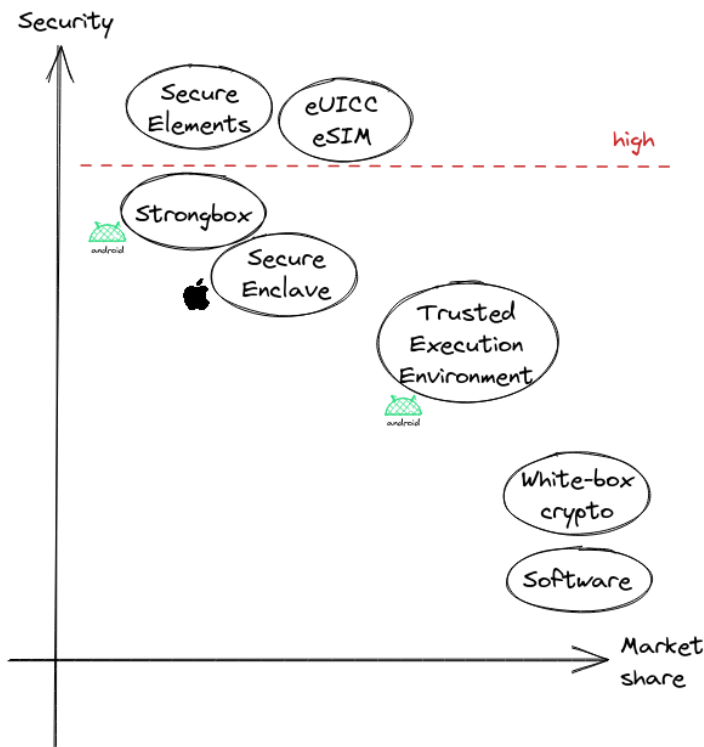 Security
Secure
Elements
eUICC
eSIM
high
Strongbox
android
Secure
Enclave
Trusted
Execution
Environment
android
White-box
crypto
Software
Market
share